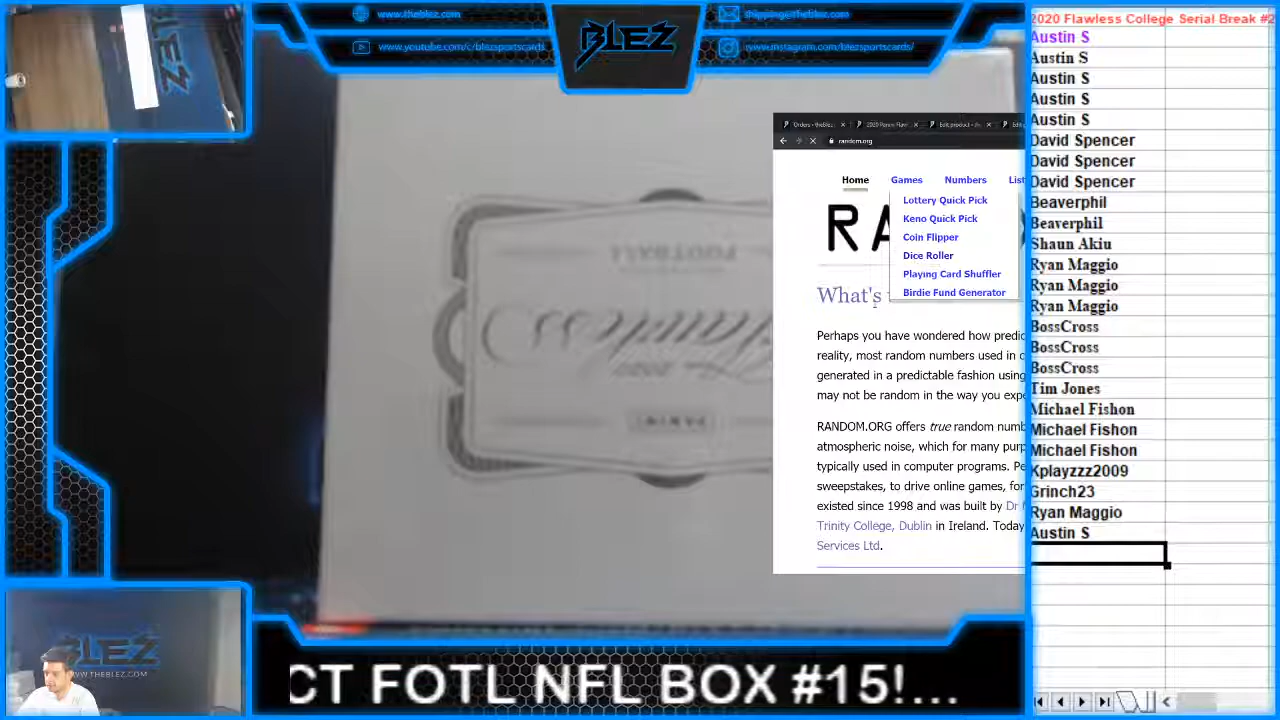 www.theblez.com
shipping@Theblez.com
www.youtube.com/c/blezsportscards
www.instagram.com/blezsportscards/
BLEZ
random.org
Home Games Numbers
Lottery Quick Pick
Keno Quick Pick
Coin Flipper
Dice Roller
Playing Card Shuffler
Birdie Fund Generator
What's
Perhaps you have wondered how
reality, most random numbers used in
generated in a predictable fashion using
may not be random in the way you
RANDOM.ORG offers true random
atmospheric noise, which for many
typically used in computer programs.
sweepstakes, to drive online games, for
existed since 1998 and was built by Dr
Trinity College, Dublin in Ireland. Today
Services Ltd.
2020 Flawless College Serial Break #2
Austin S
Austin S
Austin S
Austin S
Austin S
David Spencer
David Spencer
David Spencer
Beaverphil
Beaverphil
Shaun Akiu
Ryan Maggio
Ryan Maggio
Ryan Maggio
BossCross
BossCross
BossCross
Tim Jones
Michael Fishon
Michael Fishon
Michael Fishon
Kplayzzz2009
Grinch23
Ryan Maggio
Austin S
FOOTBALL
Flawless
PANINI
BLEZ
WWW.THEBLEZ.COM
CT FOTL NFL BOX #15!...